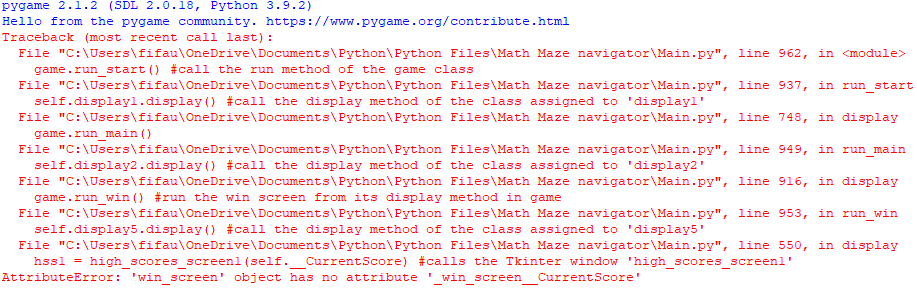 pygame 2.1.2 (SDL 2.0.18, Python 3.9.2)
Hello from the pygame community. https://www.pygame.org/contribute.html
Traceback (most recent call last):
  File "C:\Users\fifau\OneDrive\Documents\Python\Python Files\Math Maze navigator\Main.py", line 962, in <module>
    game.run_start() #call the run method of the game class
  File "C:\Users\fifau\OneDrive\Documents\Python\Python Files\Math Maze navigator\Main.py", line 937, in run_start
    self.display1.display() #call the display method of the class assigned to 'display1'
  File "C:\Users\fifau\OneDrive\Documents\Python\Python Files\Math Maze navigator\Main.py", line 748, in display
    game.run_main()
  File "C:\Users\fifau\OneDrive\Documents\Python\Python Files\Math Maze navigator\Main.py", line 949, in run_main
    self.display2.display() #call the display method of the class assigned to 'display2'
  File "C:\Users\fifau\OneDrive\Documents\Python\Python Files\Math Maze navigator\Main.py", line 916, in display
    game.run_win() #run the win screen from its display method in game
  File "C:\Users\fifau\OneDrive\Documents\Python\Python Files\Math Maze navigator\Main.py", line 953, in run_win
    self.display5.display() #call the display method of the class assigned to 'display5'
  File "C:\Users\fifau\OneDrive\Documents\Python\Python Files\Math Maze navigator\Main.py", line 550, in display
    hss1 = high_scores_screen1(self.__CurrentScore) #calls the Tkinter window 'high_scores_screen1'
AttributeError: 'win_screen' object has no attribute '_win_screen__CurrentScore'